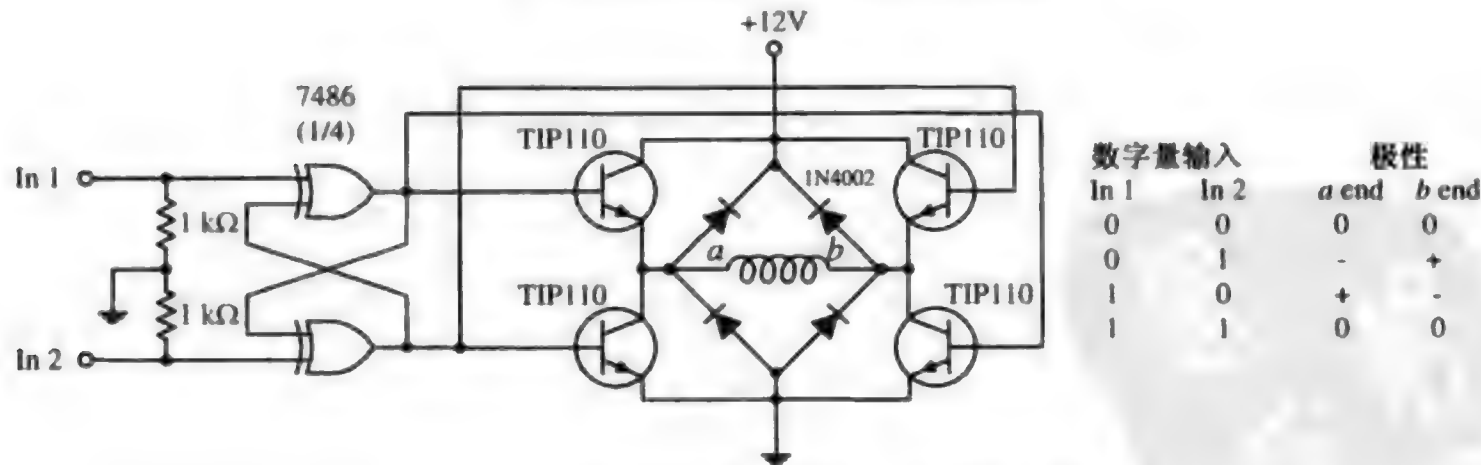 +12V
7486
(1/4)
TIP110
TIP110
数字量输入 极性
In 1
1N4002
In 1 In 2 a end b end
0 0 0 0
1 kΩ
a b
0 1 - +
TIP110
TIP110
1 0 + -
1 kΩ
1 1 0 0
In 2